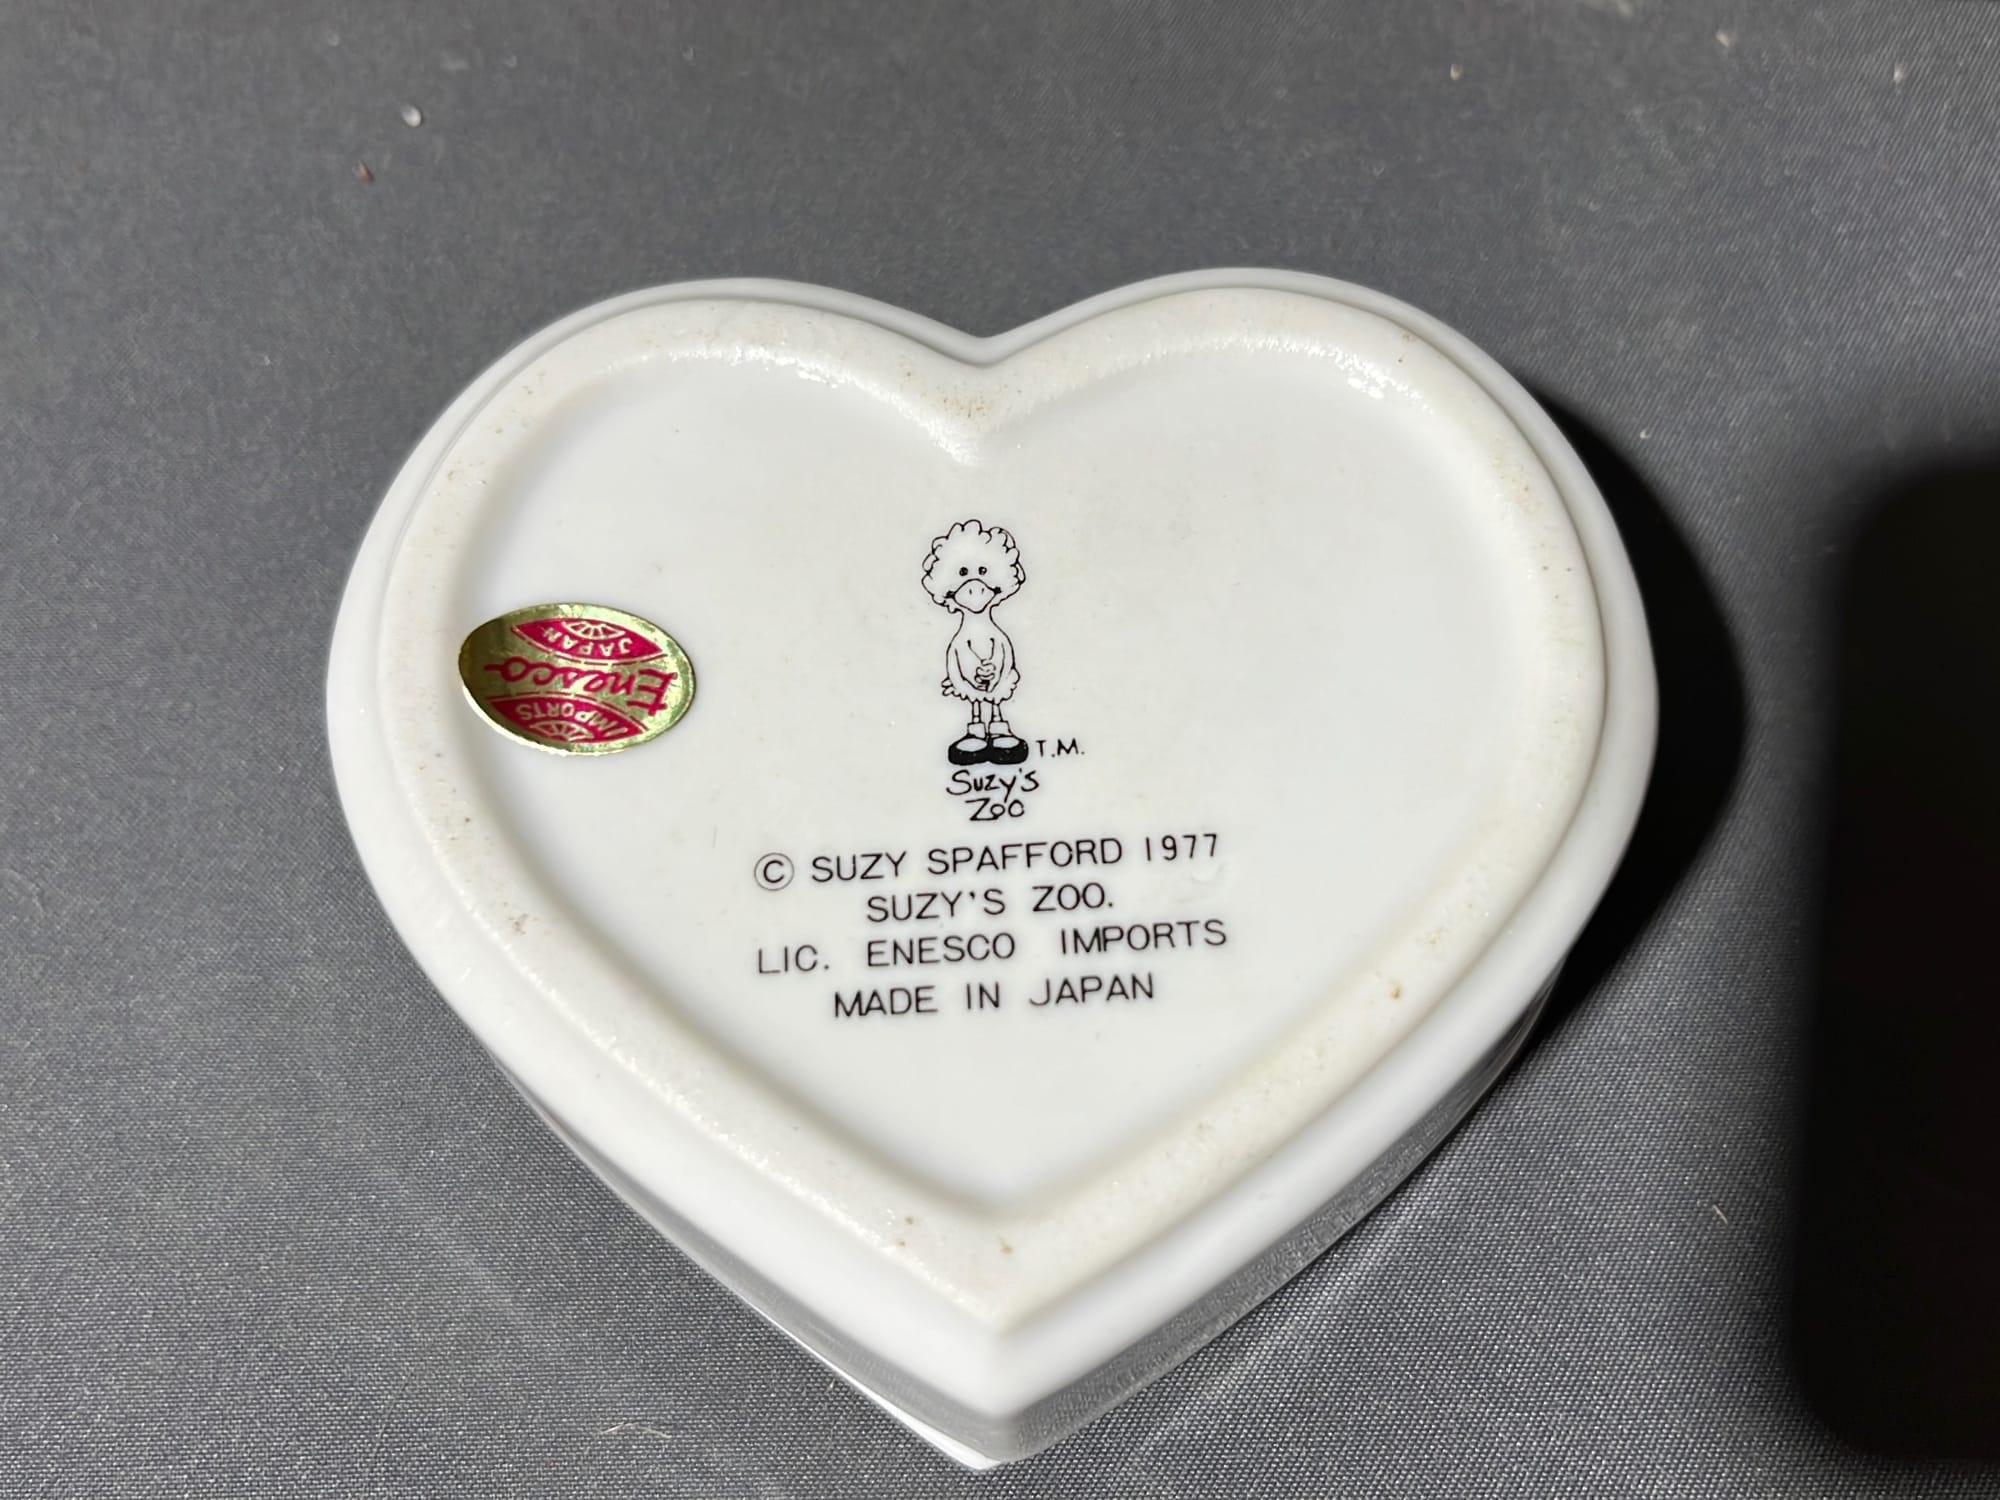 JAPAN
Enesco
IMPORTS
T.M.
Suzy's
Zoo
© SUZY SPAFFORD 1977
SUZY'S ZOO.
LIC. ENESCO IMPORTS
MADE IN JAPAN